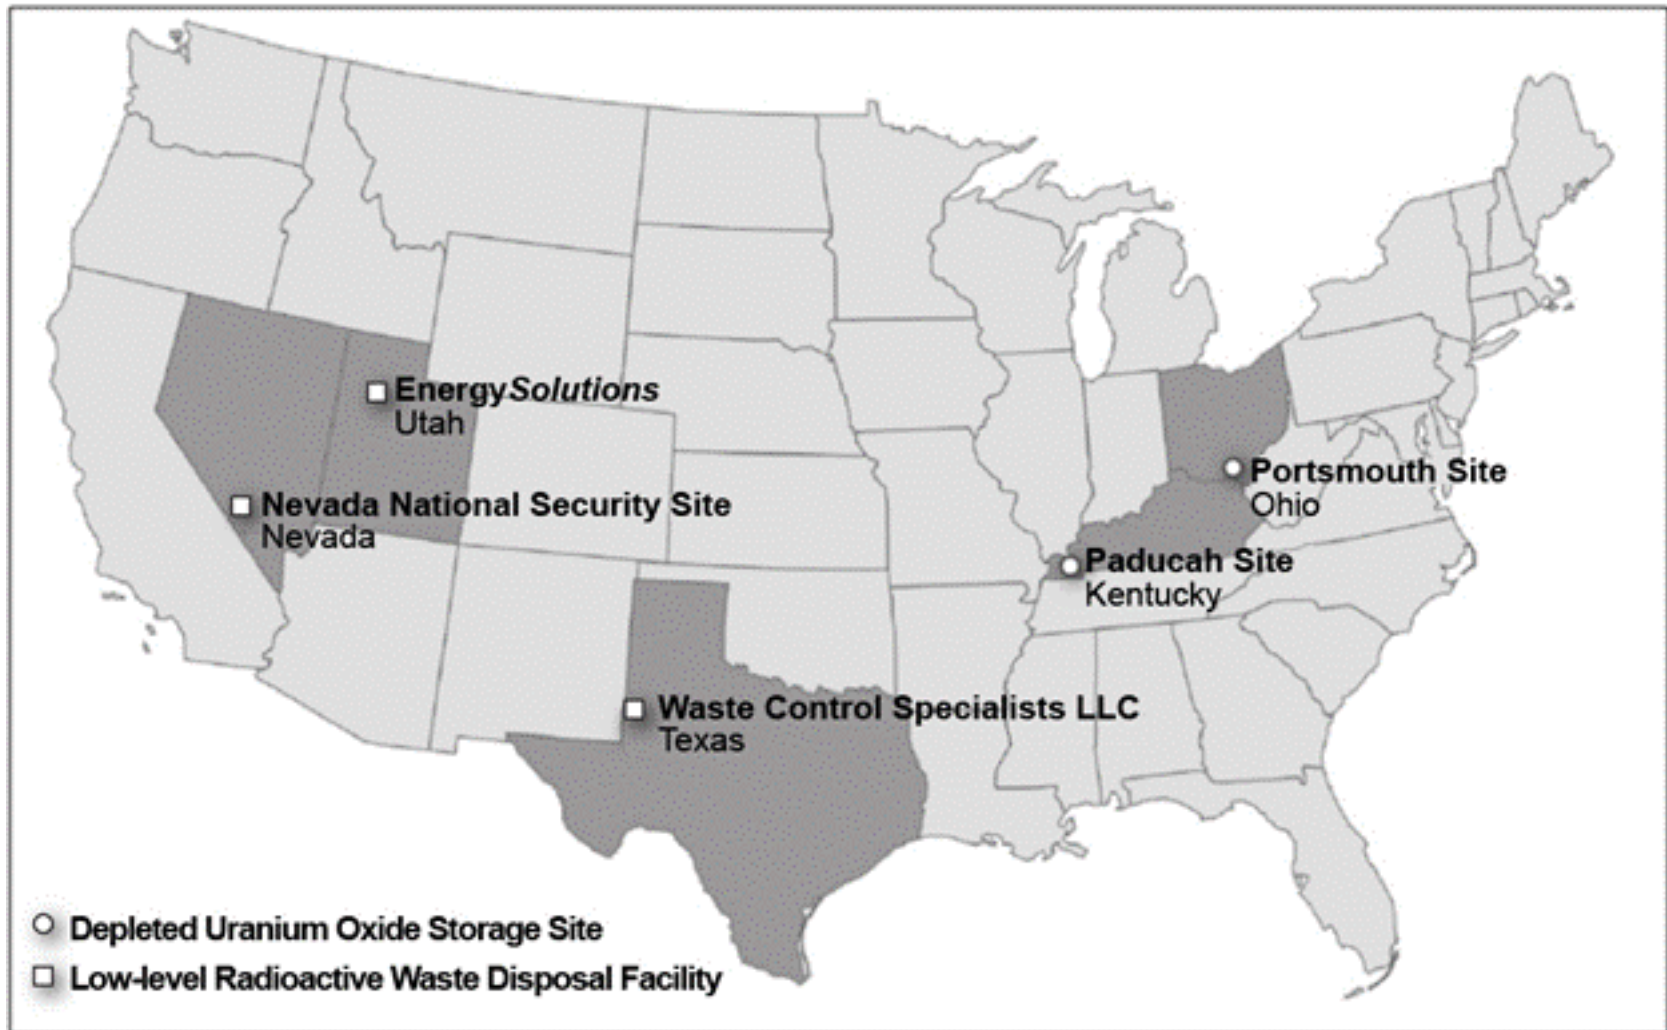 EnergySolutions
Utah
Portsmouth Site
Ohio
Nevada National Security Site
Nevada
Paducah Site
Kentucky
Waste Control Specialists LLC
Texas
Depleted Uranium Oxide Storage Site
Low-level Radioactive Waste Disposal Facility